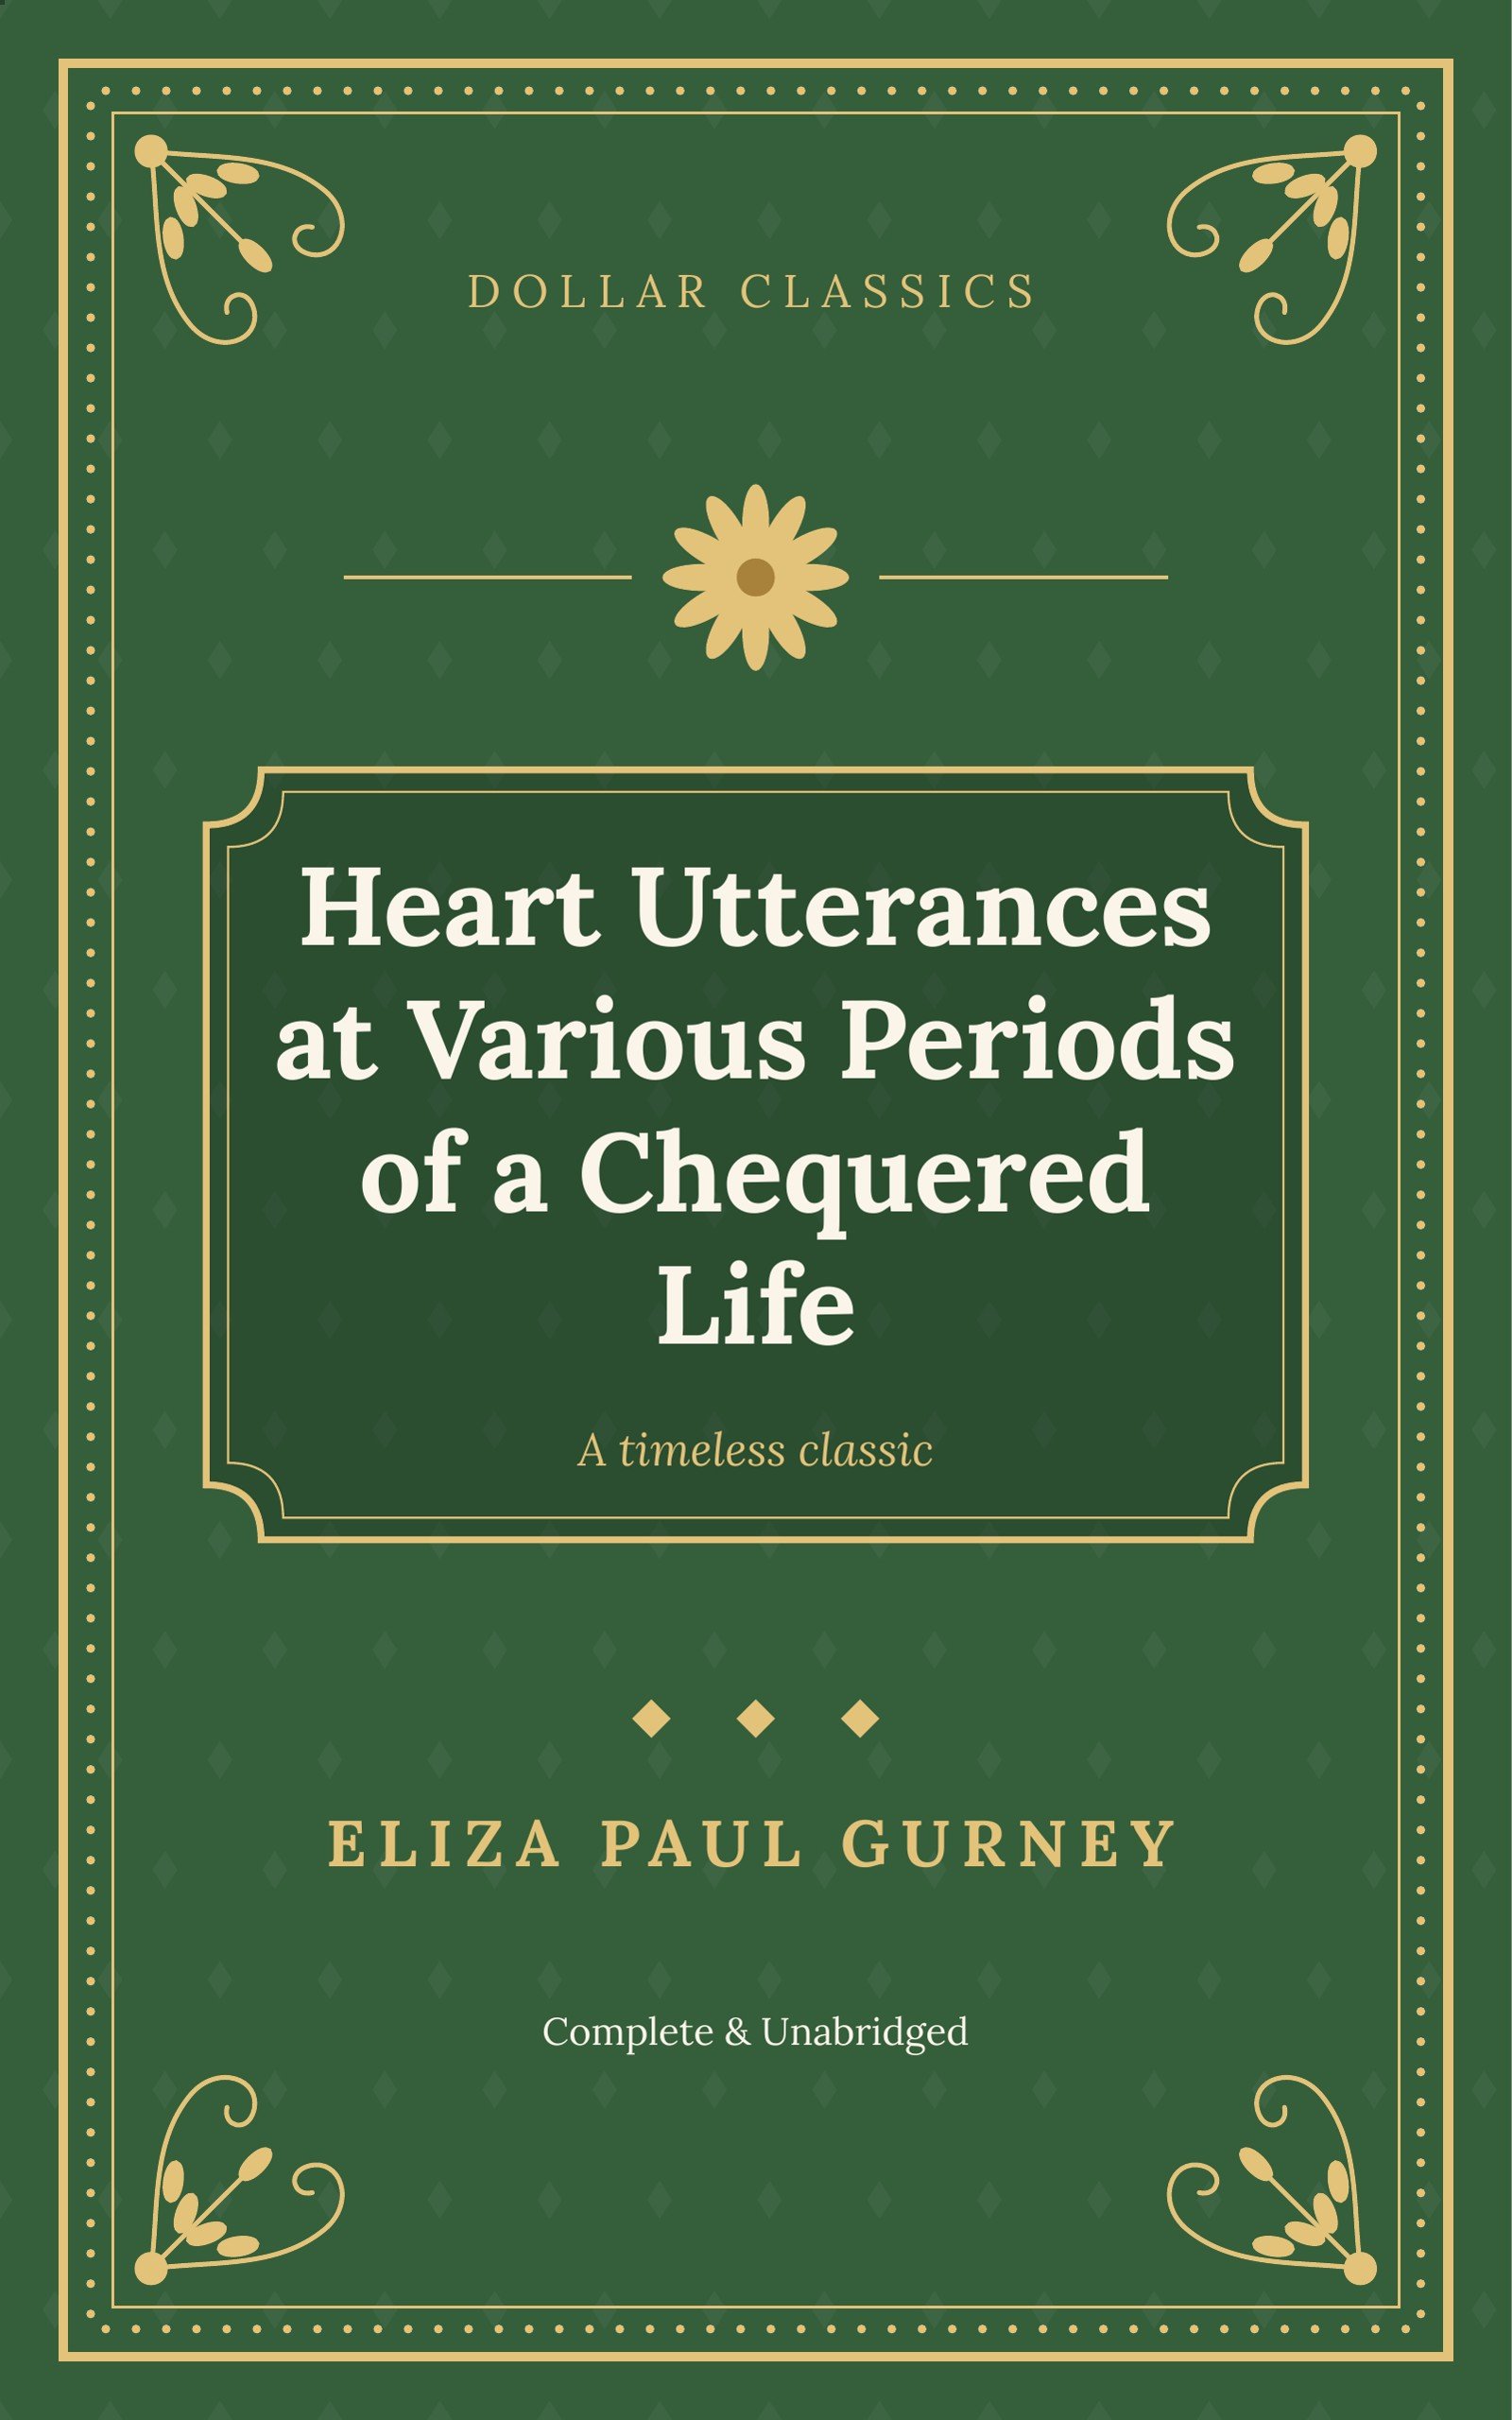 DOLLAR CLASSICS
Heart Utterances
at Various Periods
of a Chequered
Life
A timeless classic
ELIZA PAUL GURNEY
Complete & Unabridged